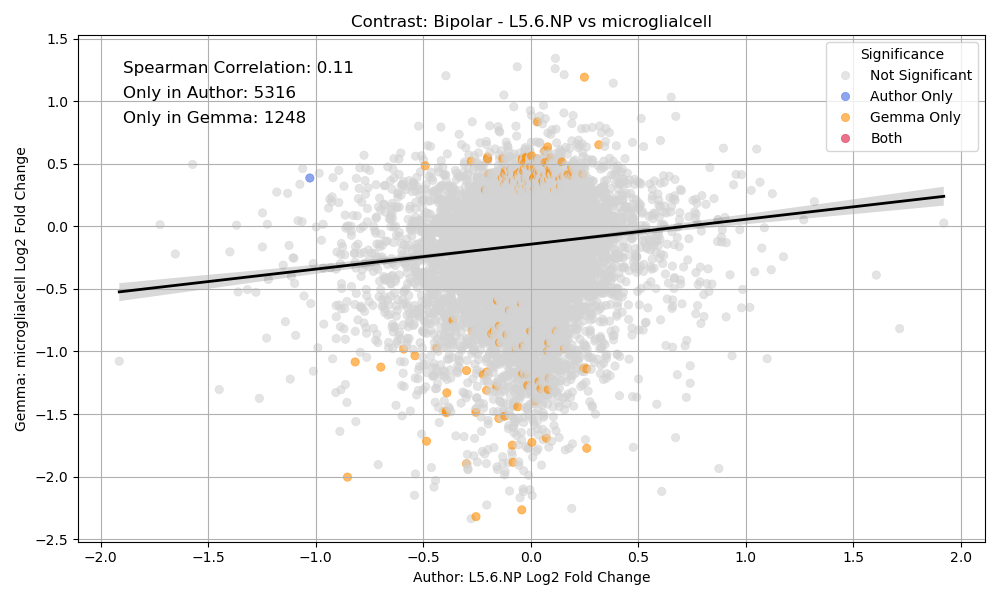 Contrast: Bipolar - L5.6.NP vs microglialcell
Spearman Correlation: 0.11
Only in Author: 5316
Only in Gemma: 1248
Significance
Not Significant
Author Only
Gemma Only
Both
Gemma: microglialcell Log2 Fold Change
1.5
1.0
0.5
0.0
−0.5
−1.0
−1.5
−2.0
−2.5
−2.0 −1.5 −1.0 −0.5 0.0 0.5 1.0 1.5 2.0
Author: L5.6.NP Log2 Fold Change